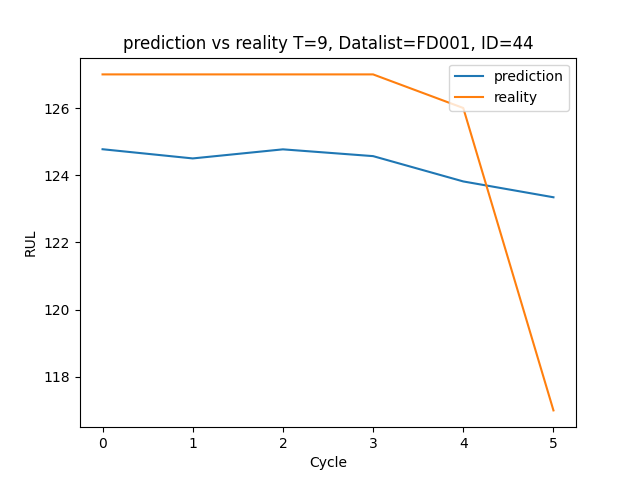 prediction vs reality T=9, Datalist=FD001, ID=44
prediction
reality
126
124
122
120
118
RUL
0 1 2 3 4 5
Cycle